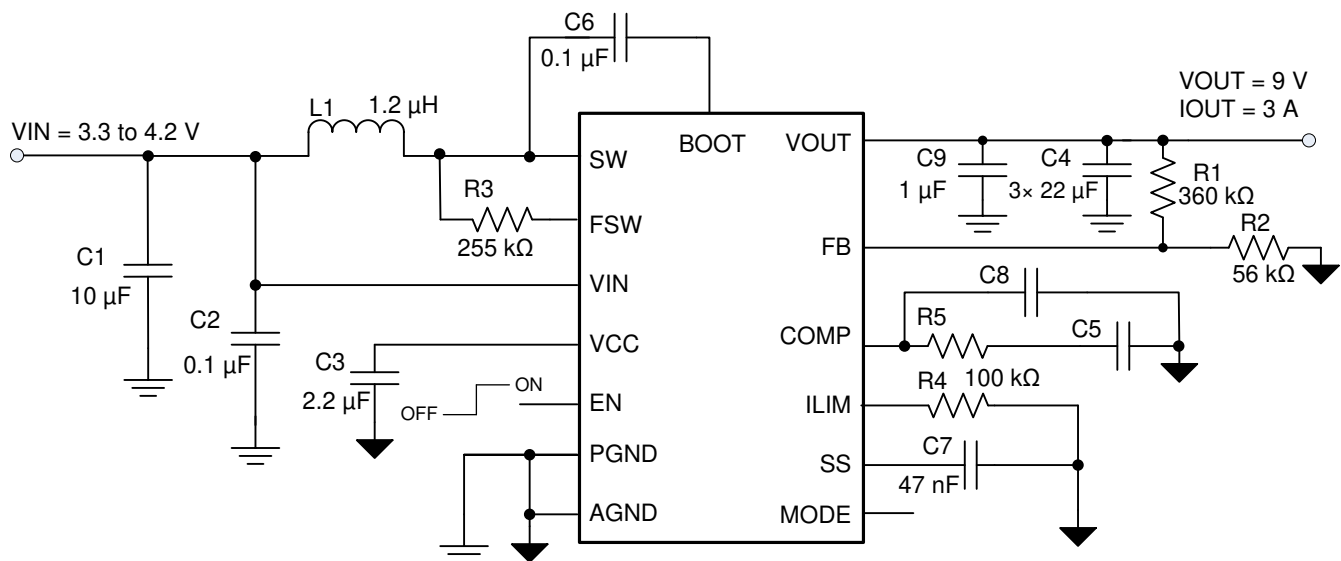 C6
0.1 µF
L1
1.2 µH
VIN = 3.3 to 4.2 V
VOUT = 9 V
IOUT = 3 A
BOOT
SW
VOUT
C9
1 µF
C4
3× 22 µF
R1
360 kΩ
R3
255 kΩ
FSW
FB
R2
56 kΩ
C1
10 µF
VIN
C8
C2
0.1 µF
VCC
COMP
R5
C5
C3
2.2 µF
100 kΩ
R4
OFF
ON
EN
ILIM
PGND
SS
C7
47 nF
AGND
MODE